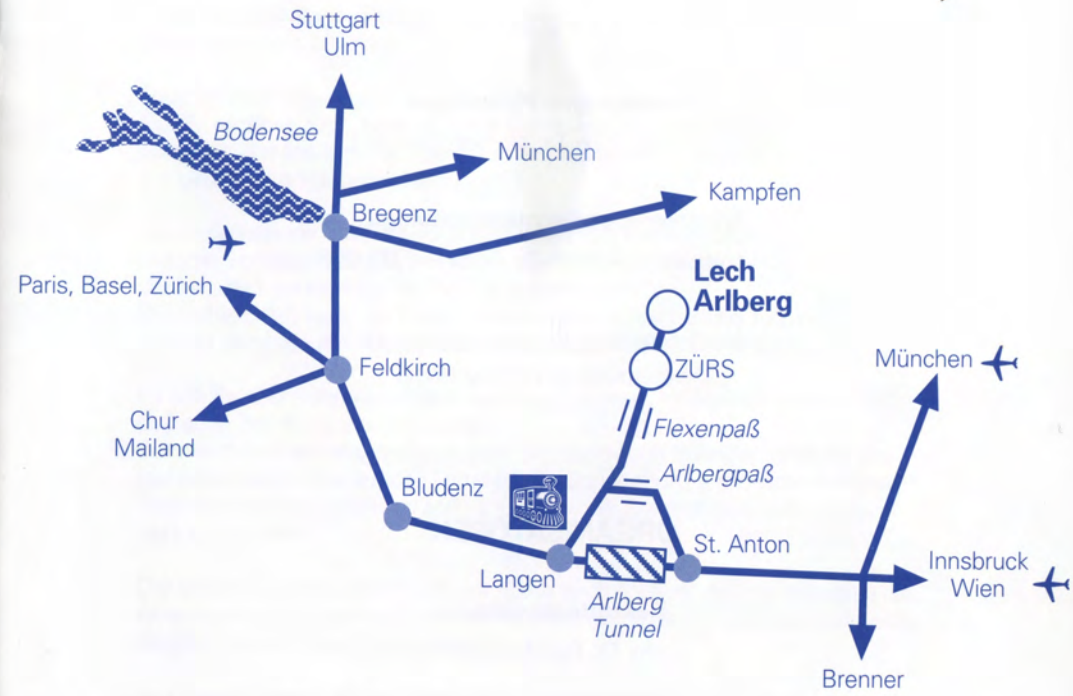 Stuttgart
Ulm
Bodensee
München
Kampfen
Bregenz
Paris, Basel, Zürich
Lech
Arlberg
Feldkirch
ZÜRS
München
Chur
Mailand
Flexenpaß
Arlbergpaß
Bludenz
St. Anton
Langen
Innsbruck
Wien
Arlberg
Tunnel
Brenner